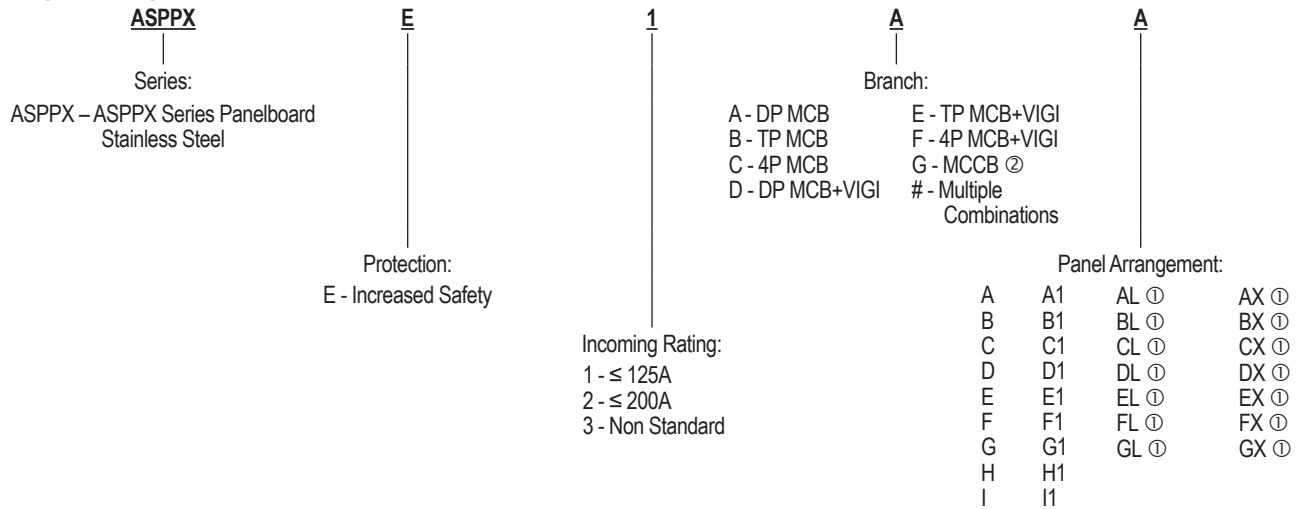 ASPPX E 1 A A
Series:
ASPPX – ASPPX Series Panelboard
Stainless Steel
Branch:
A - DP MCB E - TP MCB+VIGI
B - TP MCB F - 4P MCB+VIGI
C - 4P MCB G - MCCB ②
D - DP MCB+VIGI # - Multiple
Combinations
Protection:
E - Increased Safety
Panel Arrangement:
A A1 AL ① AX ①
B B1 BL ① BX ①
C C1 CL ① CX ①
D D1 DL ① DX ①
E E1 EL ① EX ①
F F1 FL ① FX ①
G G1 GL ① GX ①
H H1
I I1
Incoming Rating:
1 - ≤ 125A
2 - ≤ 200A
3 - Non Standard